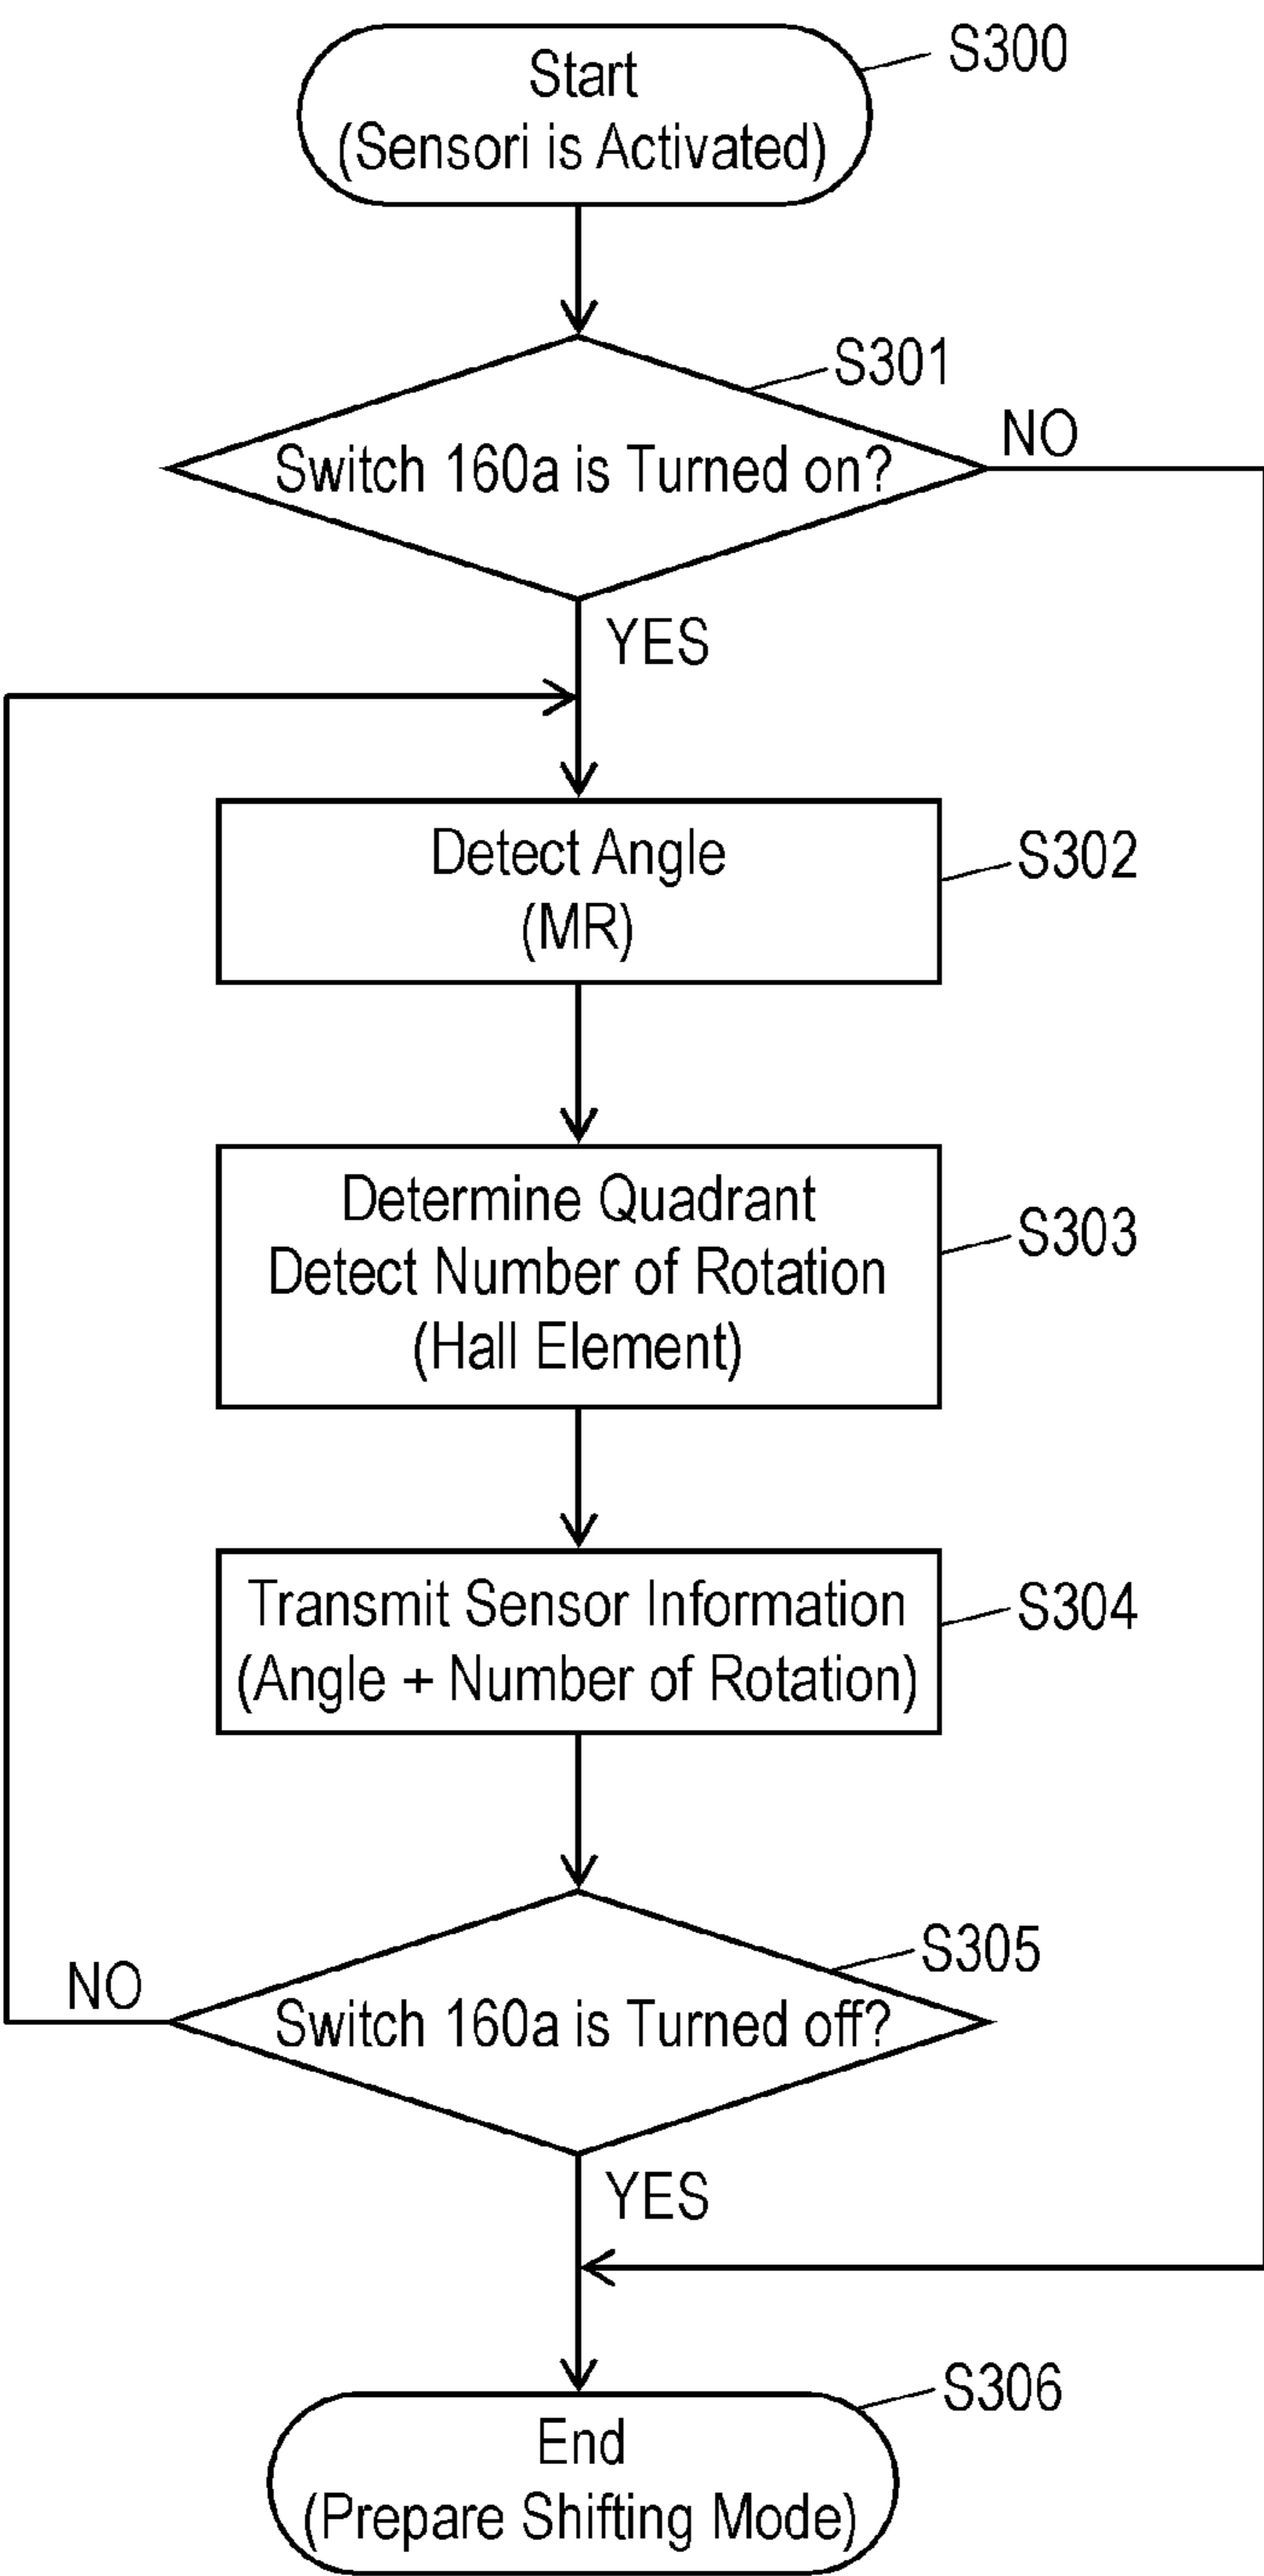 Start
(Sensori is Activated)
S300
S301
Switch 160a is Turned on?
NO
YES
Detect Angle
(MR)
S302
Determine Quadrant
Detect Number of Rotation
(Hall Element)
S303
Transmit Sensor Information
(Angle + Number of Rotation)
S304
S305
Switch 160a is Turned off?
NO
YES
S306
End
(Prepare Shifting Mode)